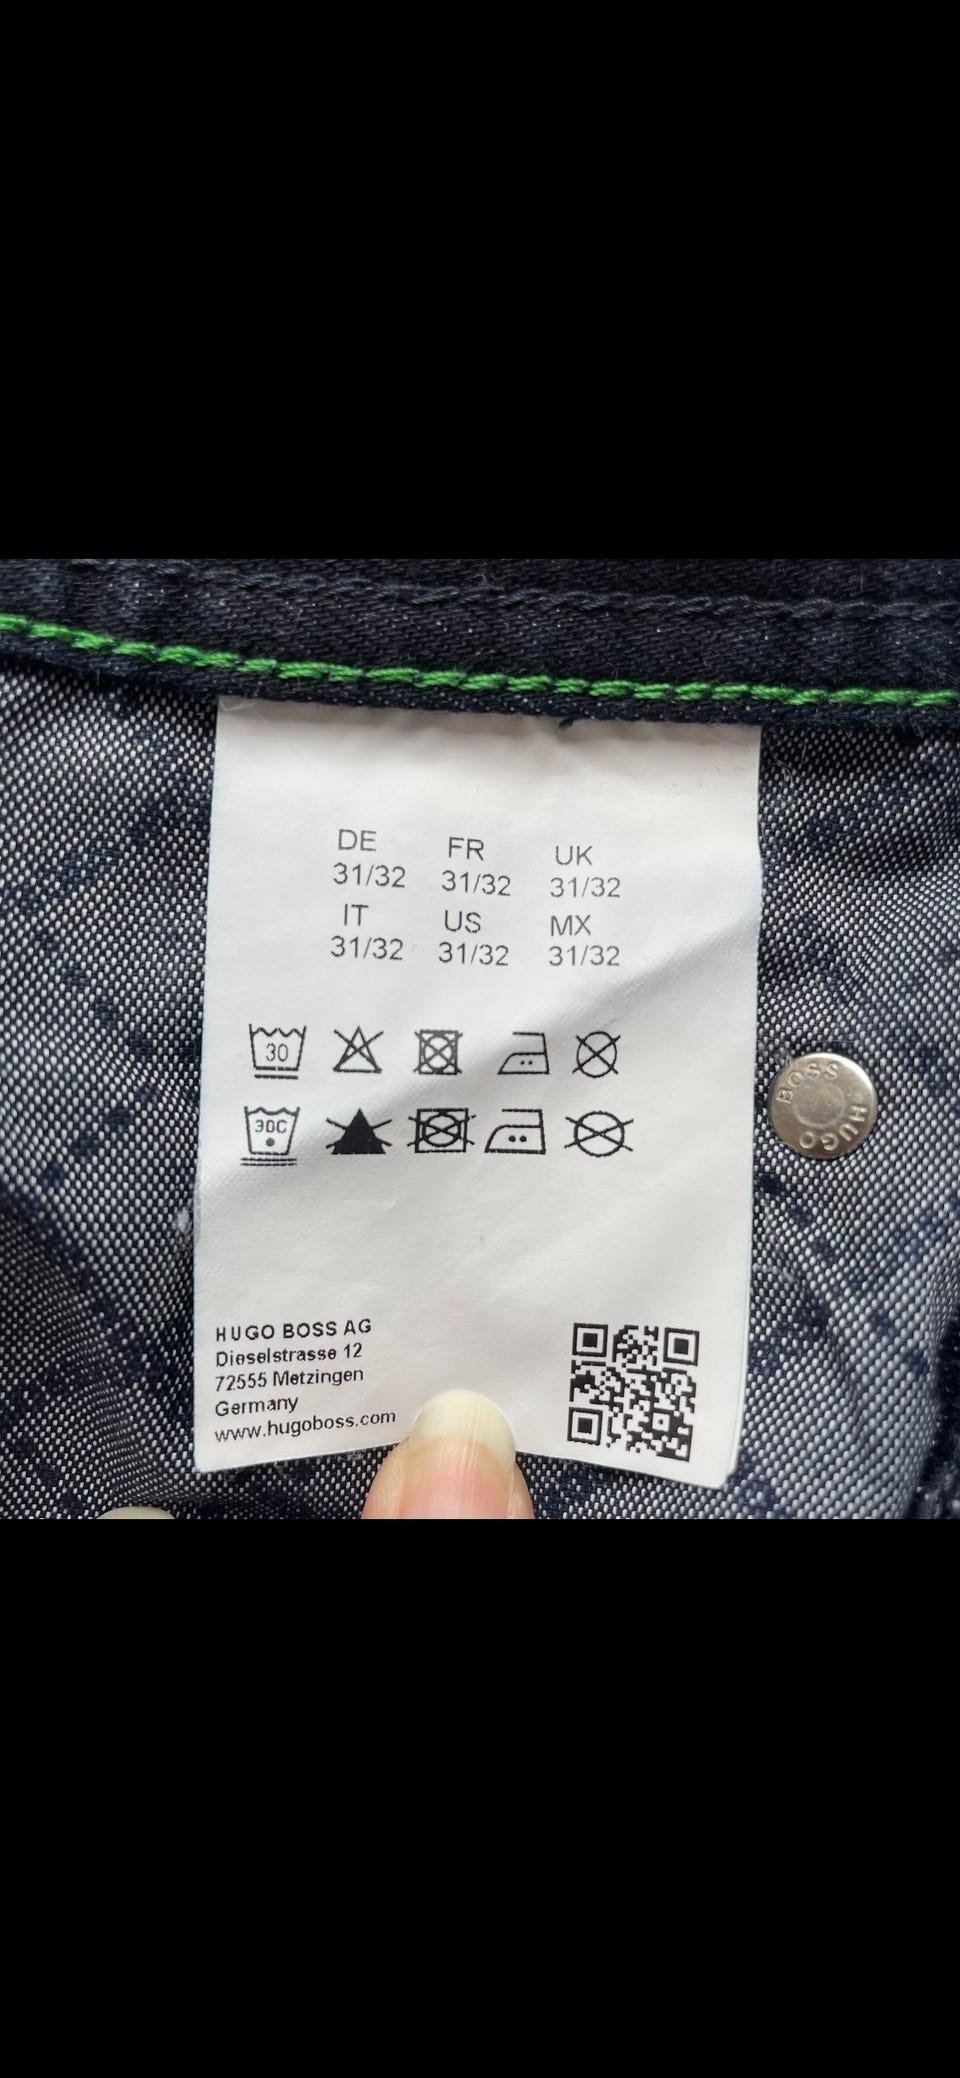 DE FR UK
31/32 31/32 31/32
IT US MX
31/32 31/32 31/32
30
30C
HUGO BOSS
HUGO BOSS AG
Dieselstrasse 12
72555 Metzingen
Germany
www.hugoboss.com